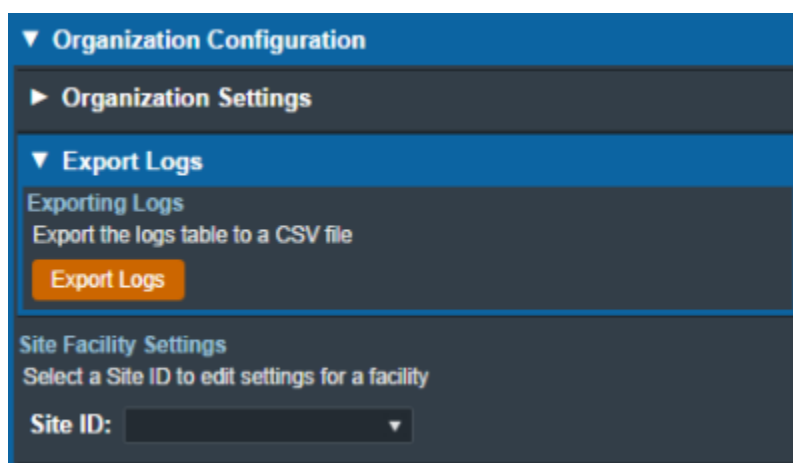 Organization Configuration
Organization Settings
Export Logs
Exporting Logs
Export the logs table to a CSV file
Export Logs
Site Facility Settings
Select a Site ID to edit settings for a facility
Site ID: